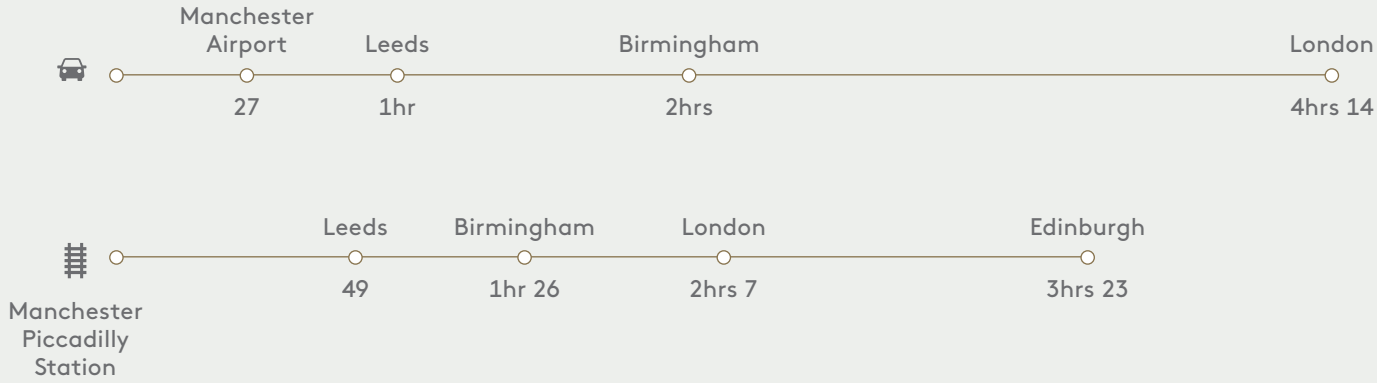 Manchester
Airport
Leeds
Birmingham
London
27
1hr
2hrs
4hrs 14
Leeds
Birmingham
London
Edinburgh
49
1hr 26
2hrs 7
3hrs 23
Manchester
Piccadilly
Station